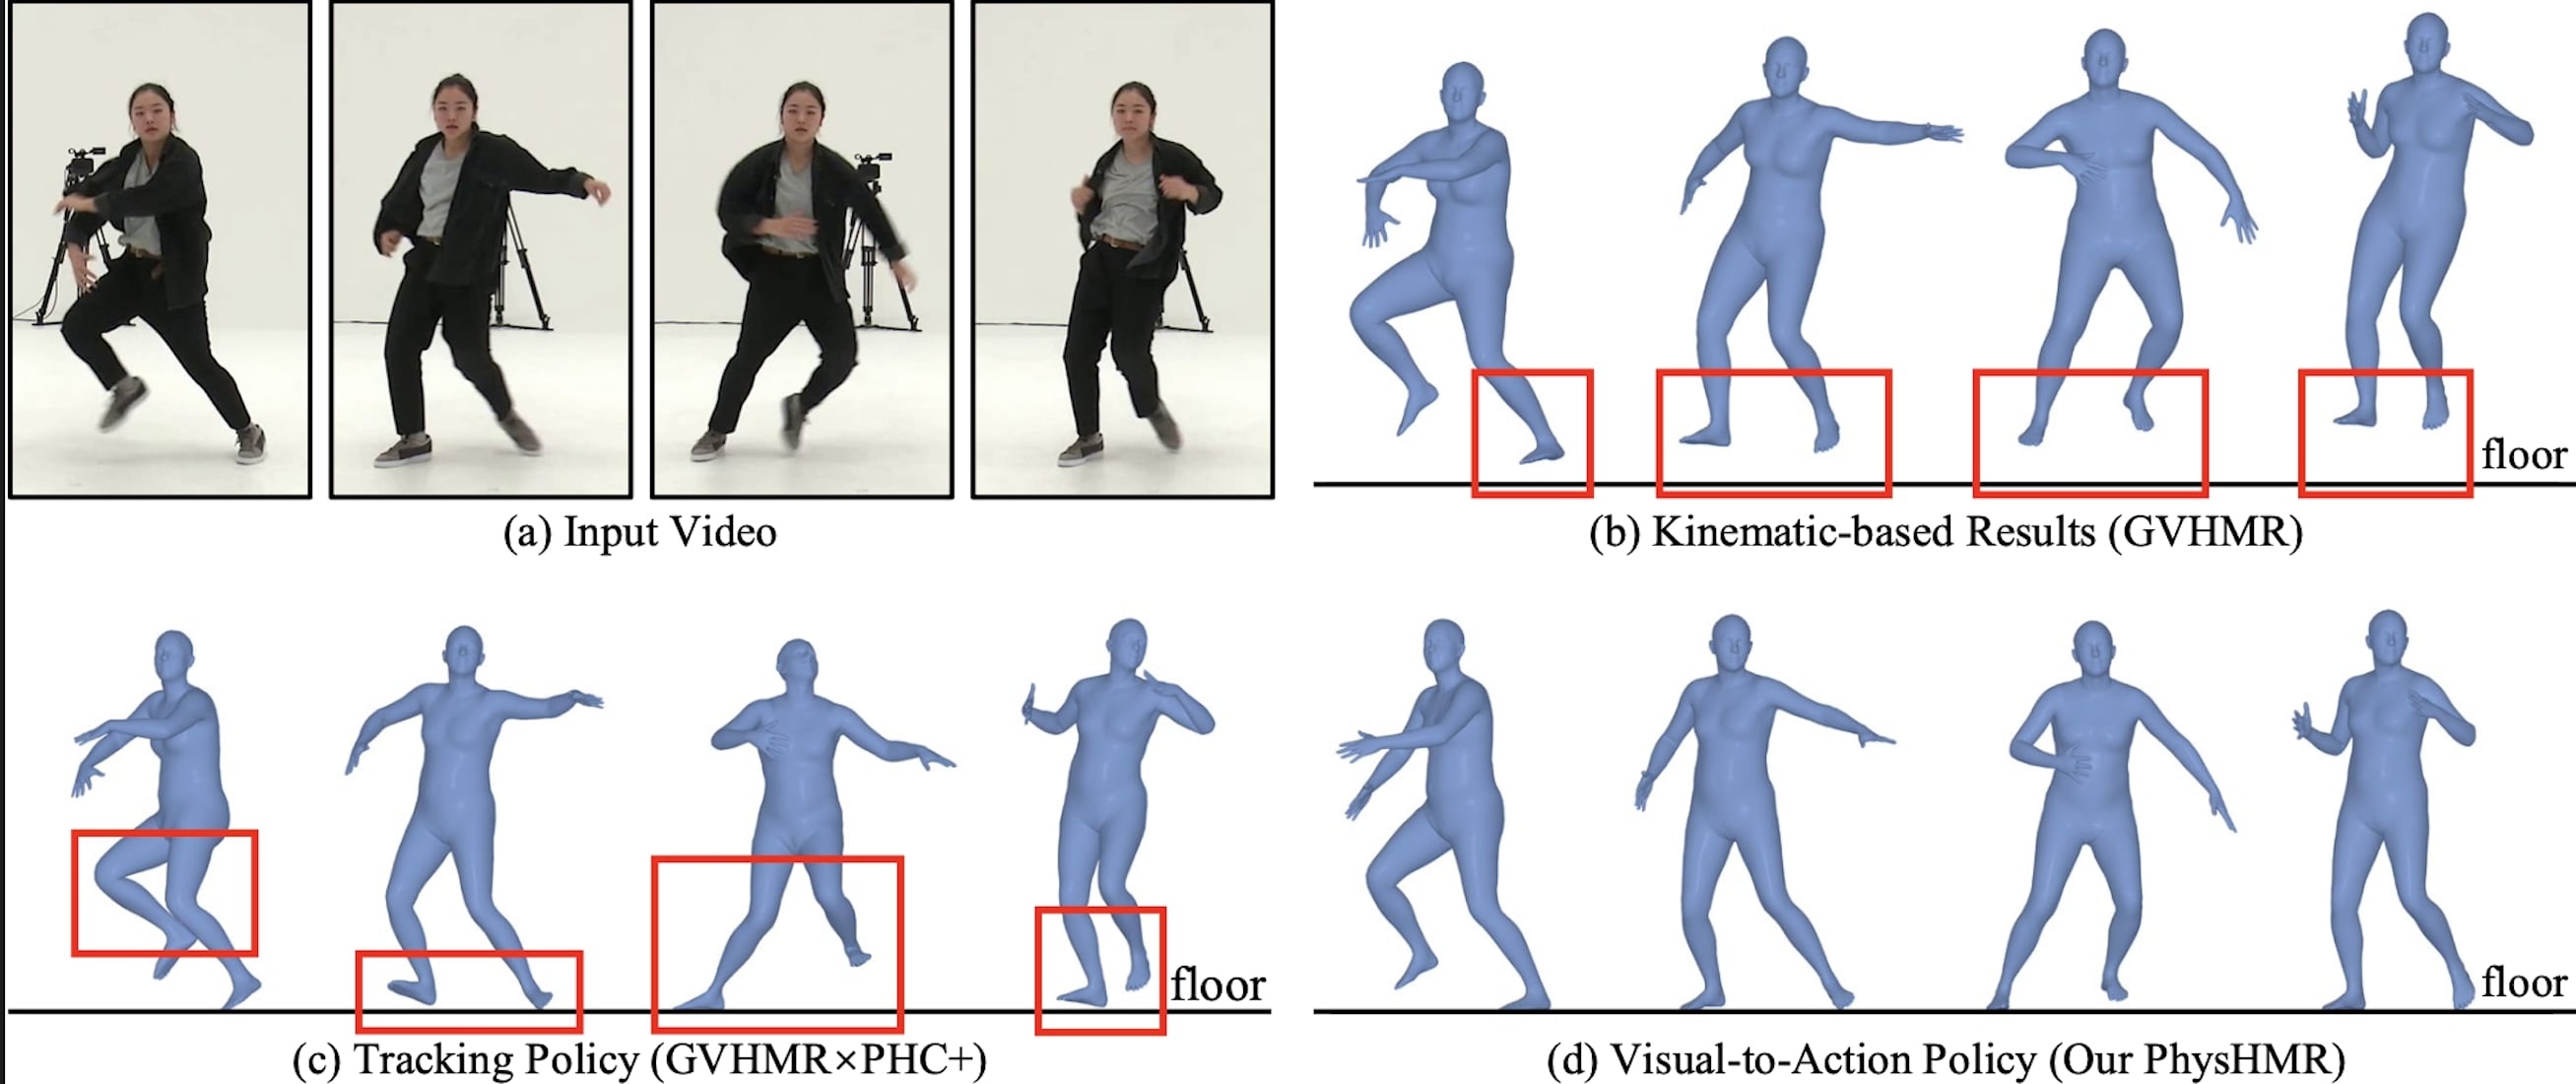 floor
(a) Input Video
(b) Kinematic-based Results (GVHMR)
floor
floor
(c) Tracking Policy (GVHMR×PHC+)
(d) Visual-to-Action Policy (Our PhysHMR)